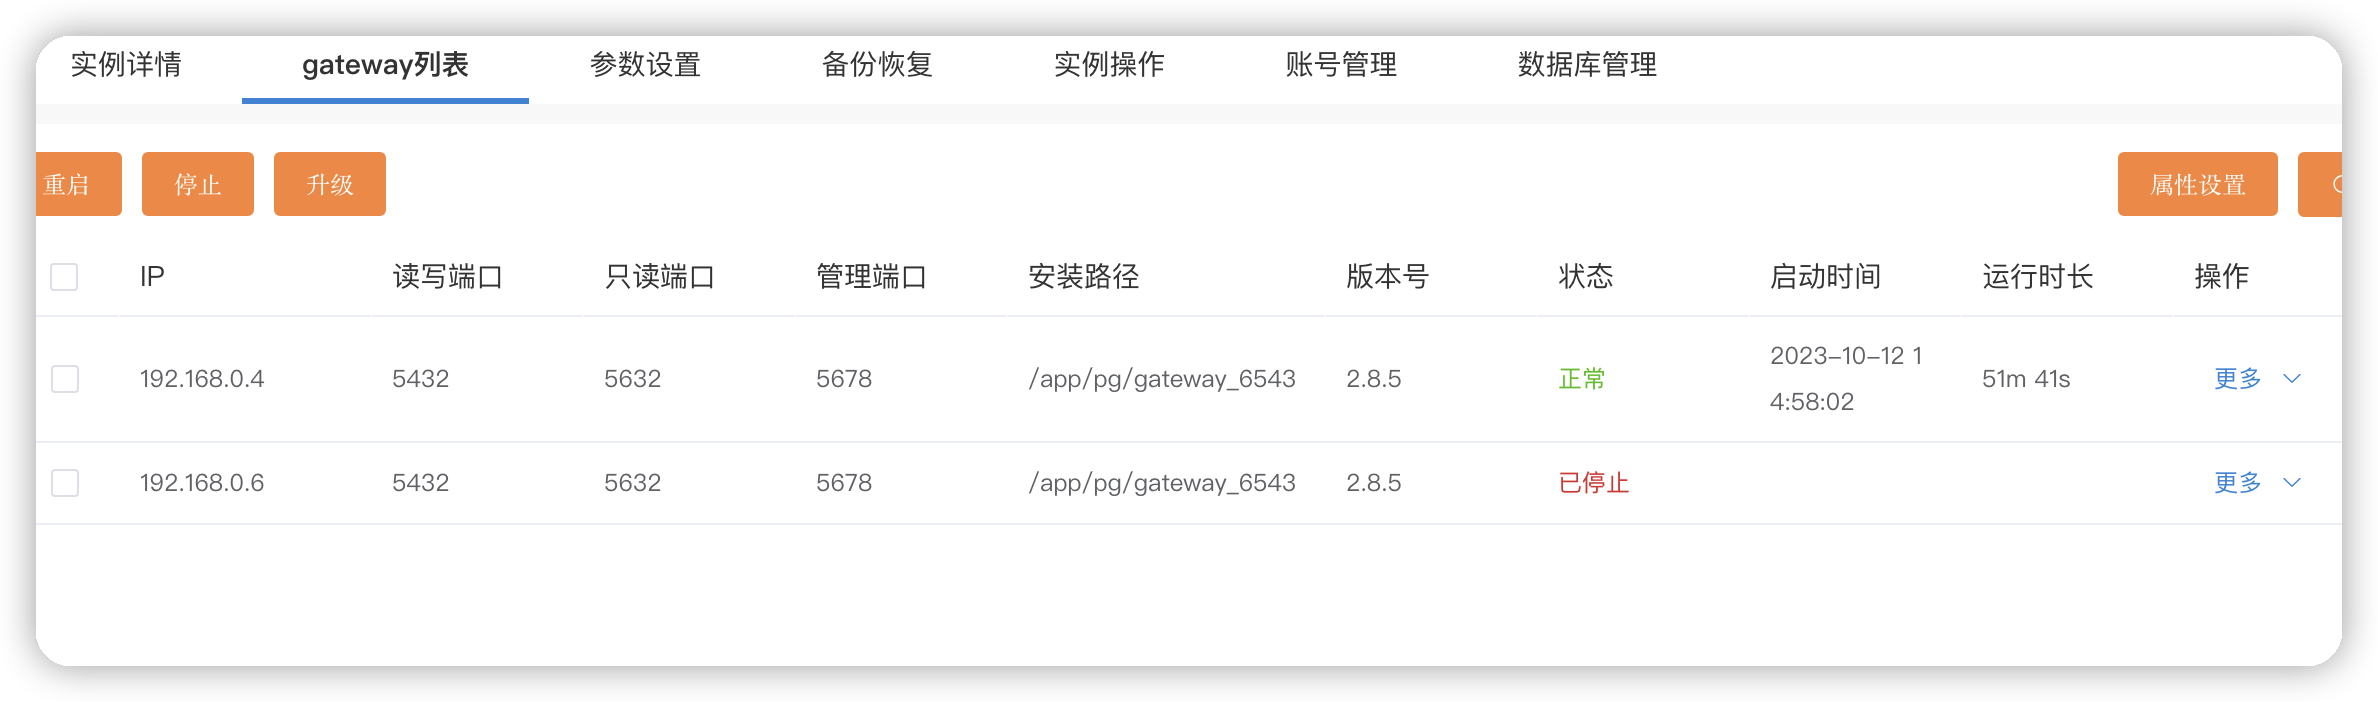 实例详情 gateway列表 参数设置 备份恢复 实例操作 账号管理 数据库管理
重启 停止 升级 属性设置
IP 读写端口 只读端口 管理端口 安装路径 版本号 状态 启动时间 运行时长 操作
192.168.0.4 5432 5632 5678 /app/pg/gateway_6543 2.8.5 正常 2023-10-12 1
4:58:02 51m 41s 更多
192.168.0.6 5432 5632 5678 /app/pg/gateway_6543 2.8.5 已停止 更多